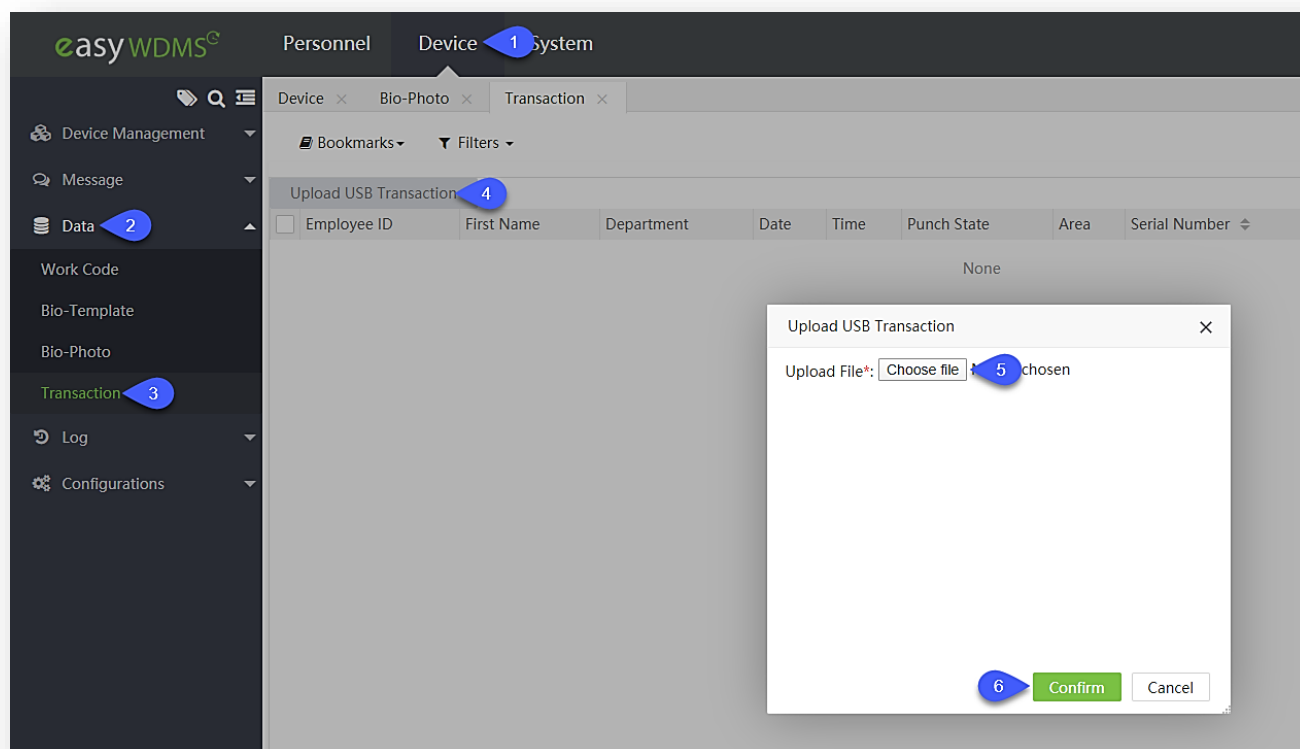 easy WDMS
Personnel Device 1 System
Device × Bio-Photo × Transaction ×
Device Management
Bookmarks Filters
Message
Upload USB Transaction 4
Data 2
Employee ID First Name Department Date Time Punch State Area Serial Number
Work Code
None
Bio-Template
Upload USB Transaction ×
Bio-Photo
Upload File*: Choose file 5 chosen
Transaction 3
Log
Configurations
6 Confirm Cancel